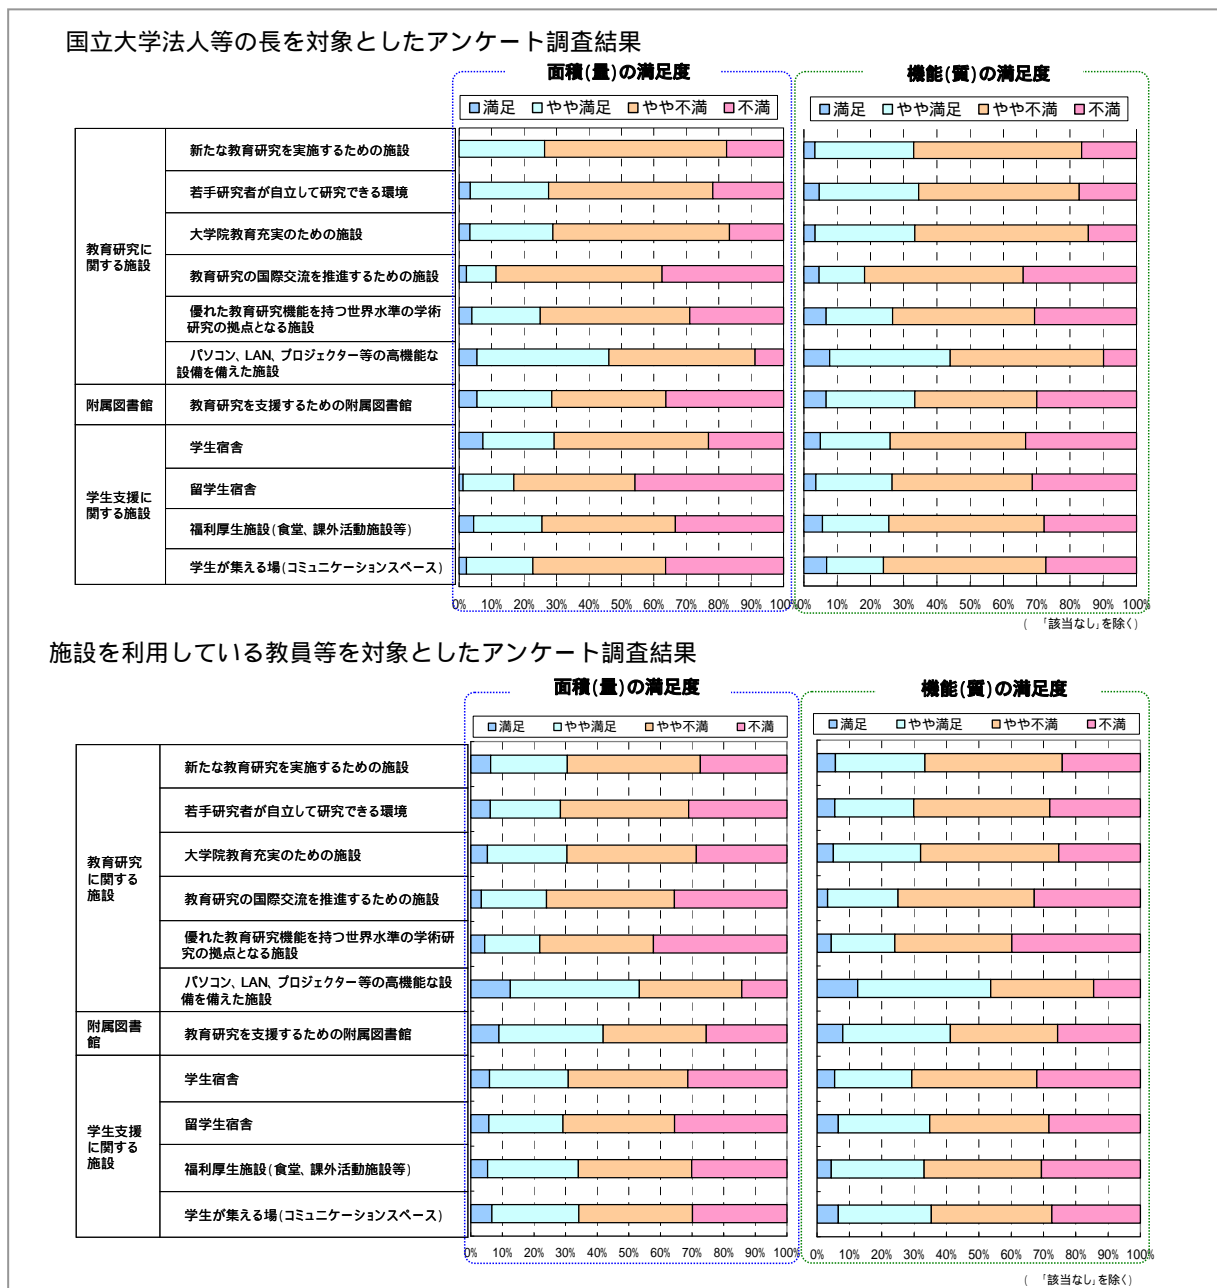 国立大学法人等の長を対象としたアンケート調査結果
面積(量)の満足度
機能(質)の満足度
満足 やや満足 やや不満 不満
満足 やや満足 やや不満 不満
教育研究に
関する施設
新たな教育研究を実施するための施設
若手研究者が自立して研究できる環境
大学院教育充実のための施設
教育研究の国際交流を推進するための施設
優れた教育研究機能を持つ世界水準の学術
研究の拠点となる施設
パソコン、LAN、プロジェクター等の高機能な
設備を備えた施設
附属図書館
教育研究を支援するための附属図書館
学生支援に
関する施設
学生宿舎
留学生宿舎
福利厚生施設(食堂、課外活動施設等)
学生が集える場(コミュニケーションスペース)
0% 10% 20% 30% 40% 50% 60% 70% 80% 90% 100%
0% 10% 20% 30% 40% 50% 60% 70% 80% 90% 100%
( 「該当なし」を除く)
施設を利用している教員等を対象としたアンケート調査結果
面積(量)の満足度
機能(質)の満足度
満足 やや満足 やや不満 不満
満足 やや満足 やや不満 不満
教育研究
に関する
施設
新たな教育研究を実施するための施設
若手研究者が自立して研究できる環境
大学院教育充実のための施設
教育研究の国際交流を推進するための施設
優れた教育研究機能を持つ世界水準の学術研
究の拠点となる施設
パソコン、LAN、プロジェクター等の高機能な設
備を備えた施設
附属図書
館
教育研究を支援するための附属図書館
学生支援
に関する
施設
学生宿舎
留学生宿舎
福利厚生施設(食堂、課外活動施設等)
学生が集える場(コミュニケーションスペース)
0% 10% 20% 30% 40% 50% 60% 70% 80% 90% 100%
0% 10% 20% 30% 40% 50% 60% 70% 80% 90% 100%
( 「該当なし」を除く)